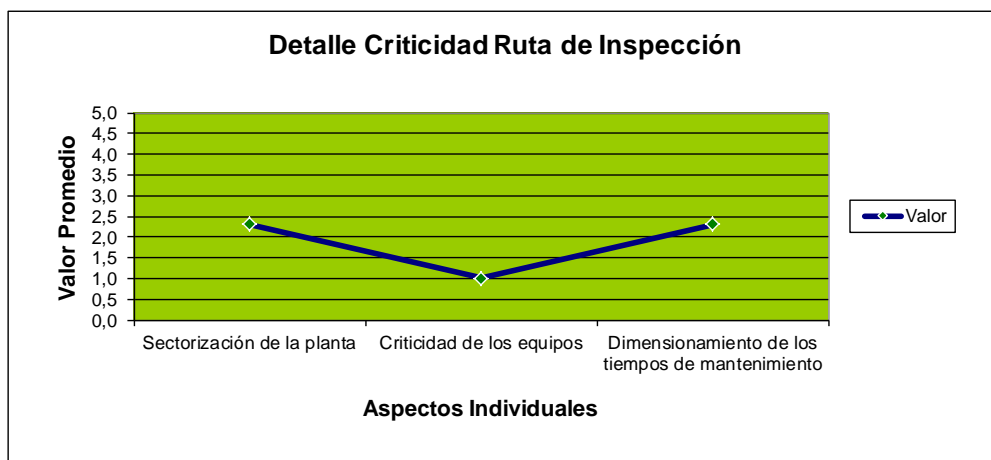 Detalle Criticidad Ruta de Inspección
Valor Promedio
5,0
4,5
4,0
3,5
3,0
2,5
2,0
1,5
1,0
0,5
0,0
Valor
Sectorización de la planta
Criticidad de los equipos
Dimensionamiento de los
tiempos de mantenimiento
Aspectos Individuales